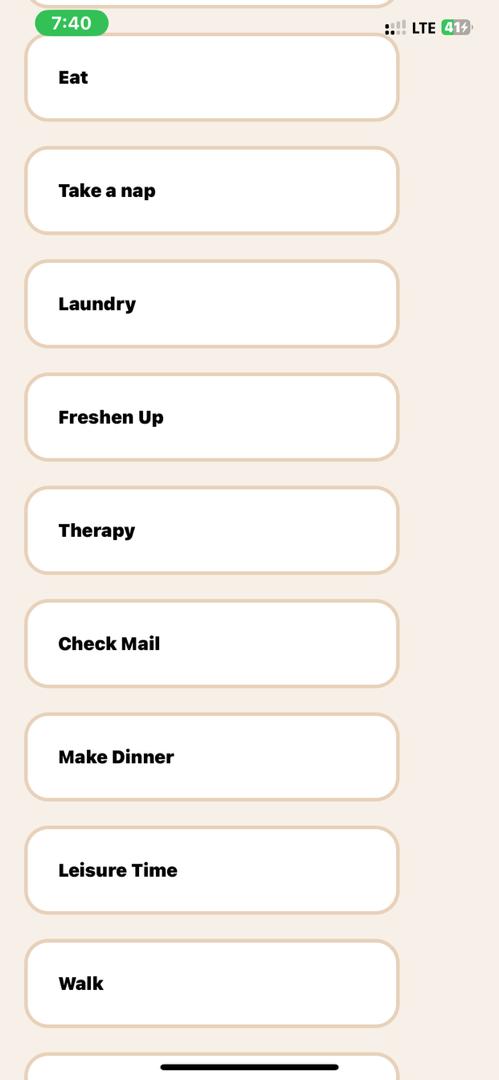 7:40
LTE 41
Eat
Take a nap
Laundry
Freshen Up
Therapy
Check Mail
Make Dinner
Leisure Time
Walk